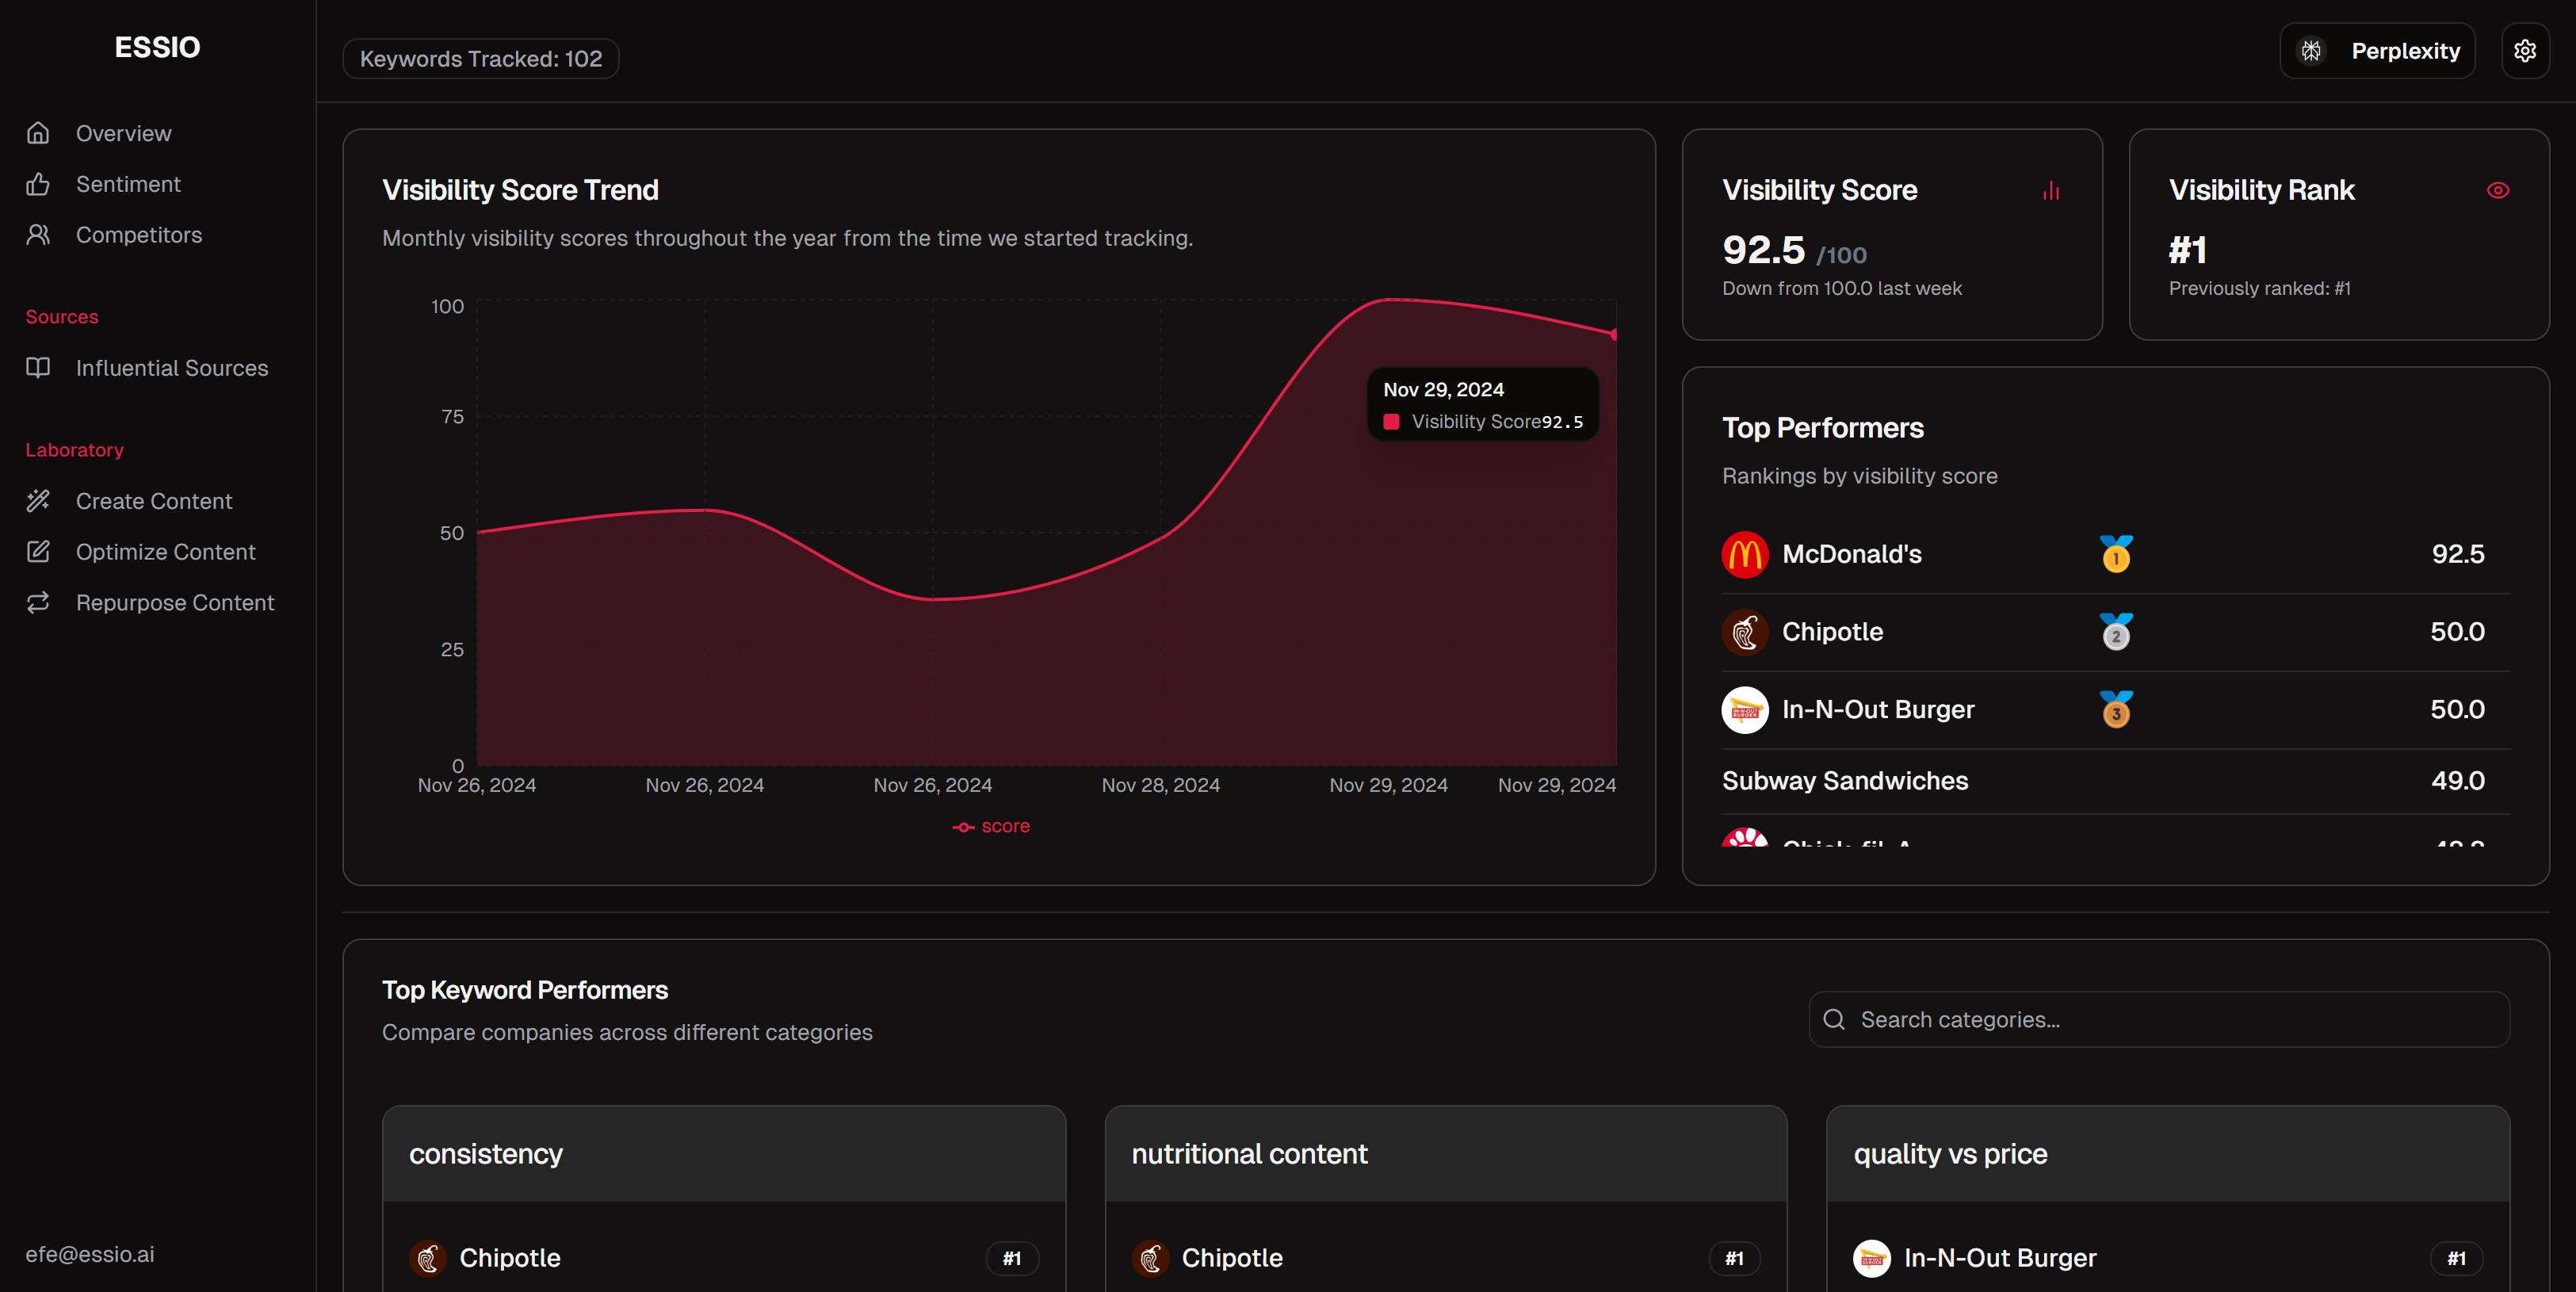 ESSIO
Overview
Sentiment
Competitors
Sources
Influential Sources
Laboratory
Create Content
Optimize Content
Repurpose Content
efe@essio.ai
Keywords Tracked: 102
Perplexity
Visibility Score Trend
Monthly visibility scores throughout the year from the time we started tracking.
100
75
50
25
0
Nov 29, 2024
Visibility Score92.5
Nov 26, 2024 Nov 26, 2024 Nov 26, 2024 Nov 28, 2024 Nov 29, 2024 Nov 29, 2024
score
Visibility Score
92.5 /100
Down from 100.0 last week
Visibility Rank
#1
Previously ranked: #1
Top Performers
Rankings by visibility score
McDonald's 1 92.5
Chipotle 2 50.0
IN-N-OUT BURGER In-N-Out Burger 3 50.0
Subway Sandwiches 49.0
Top Keyword Performers
Compare companies across different categories
Search categories...
consistency
Chipotle #1
nutritional content
Chipotle #1
quality vs price
In-N-Out Burger #1